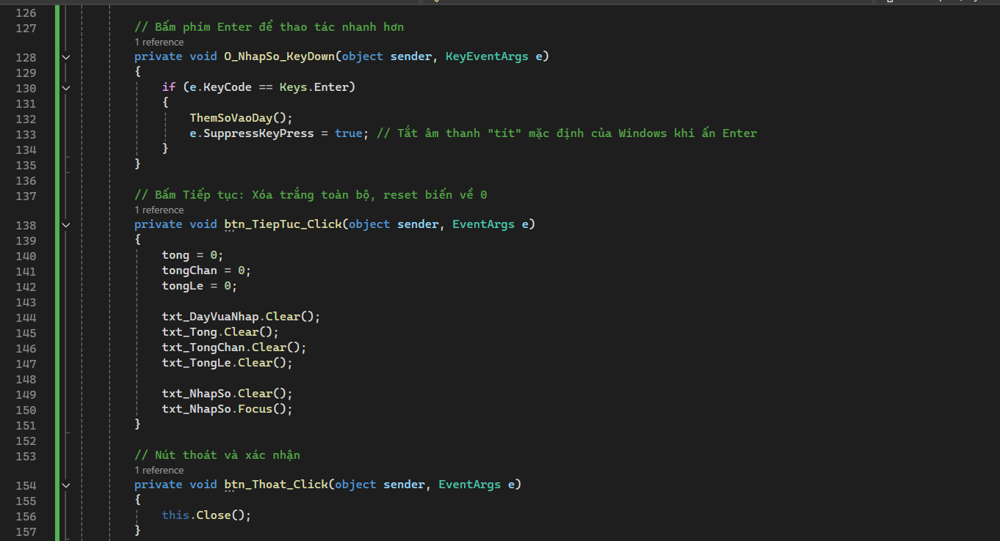 126
127 // Bấm phím Enter để thao tác nhanh hơn
1 reference
128 private void O_NhapSo_KeyDown(object sender, KeyEventArgs e)
129 {
130 if (e.KeyCode == Keys.Enter)
131 {
132 ThemSoVaoDay();
133 e.SuppressKeyPress = true; // Tắt âm thanh "tít" mặc định của Windows khi ấn Enter
134 }
135 }
136
137 // Bấm Tiếp tục: Xóa trắng toàn bộ, reset biến về 0
1 reference
138 private void btn_TiepTuc_Click(object sender, EventArgs e)
139 {
140 tong = 0;
141 tongChan = 0;
142 tongLe = 0;
143
144 txt_DayVuaNhap.Clear();
145 txt_Tong.Clear();
146 txt_TongChan.Clear();
147 txt_TongLe.Clear();
148
149 txt_NhapSo.Clear();
150 txt_NhapSo.Focus();
151 }
152
153 // Nút thoát và xác nhận
1 reference
154 private void btn_Thoat_Click(object sender, EventArgs e)
155 {
156 this.Close();
157 }